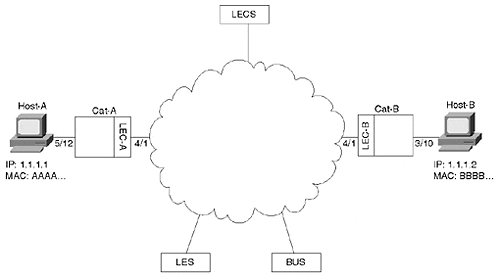 LECS
Host-A
Cat-A
LEC-A
5/12
4/1
IP: 1.1.1.1
MAC: AAAA...
Cat-B
Host-B
LEC-B
4/1
3/10
IP: 1.1.1.2
MAC: BBBB...
LES
BUS